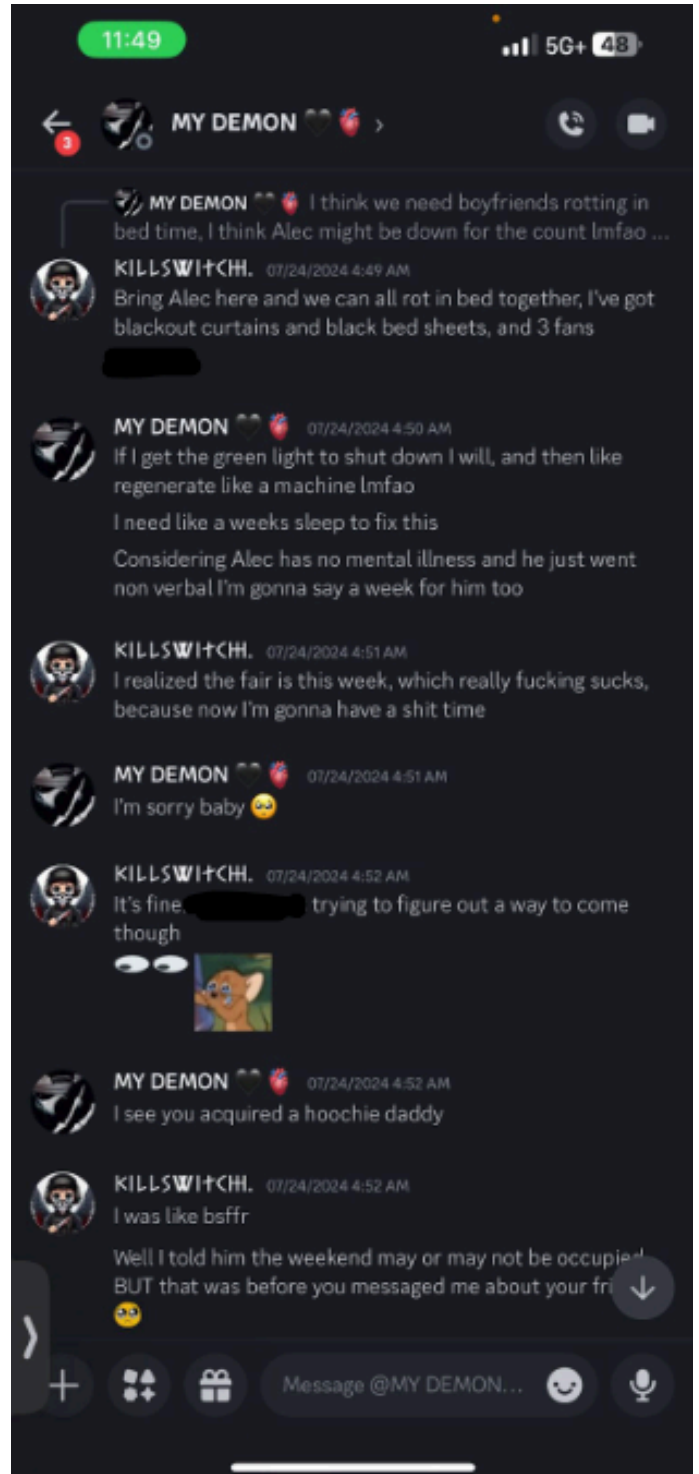 11:49
5G+ 48
3
MY DEMON 🖤🫀 >
MY DEMON 🖤🫀 I think we need boyfriends rotting in
bed time, I think Alec might be down for the count lmfao ...
KILLSWITCH. 07/24/2024 4:49 AM
Bring Alec here and we can all rot in bed together, I've got
blackout curtains and black bed sheets, and 3 fans
MY DEMON 🖤🫀 07/24/2024 4:50 AM
If I get the green light to shut down I will, and then like
regenerate like a machine lmfao
I need like a weeks sleep to fix this
Considering Alec has no mental illness and he just went
non verbal I'm gonna say a week for him too
KILLSWITCH. 07/24/2024 4:51 AM
I realized the fair is this week, which really fucking sucks,
because now I'm gonna have a shit time
MY DEMON 🖤🫀 07/24/2024 4:51 AM
I'm sorry baby 🥺
KILLSWITCH. 07/24/2024 4:52 AM
It's fine, trying to figure out a way to come
though
👀
MY DEMON 🖤🫀 07/24/2024 4:52 AM
I see you acquired a hoochie daddy
KILLSWITCH. 07/24/2024 4:52 AM
I was like bsffr
Well I told him the weekend may or may not be occupied
BUT that was before you messaged me about your fri
🥺
Message @MY DEMON...